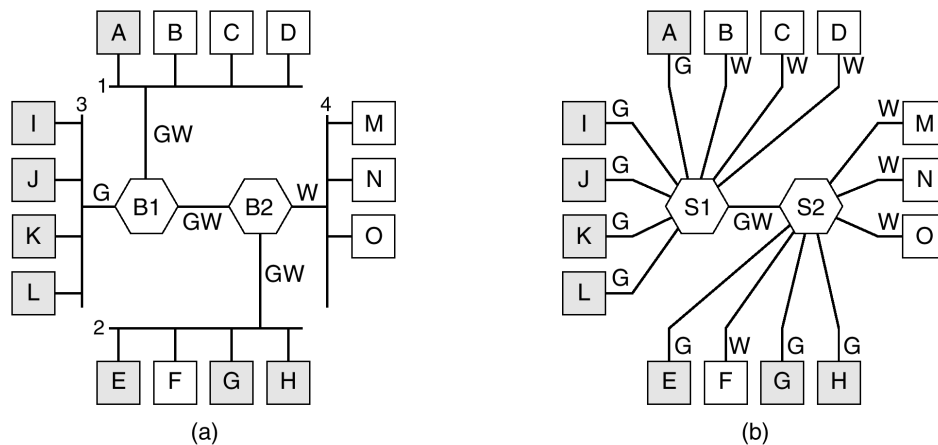 A B C D
1
3
4
I
J
K
L
G
GW
B1
GW
B2
W
GW
M
N
O
2
E F G H
(a)
A B C D
G W W W
I G
J G
K G
L G
S1
GW
S2
W M
W N
W O
G W G G
E F G H
(b)